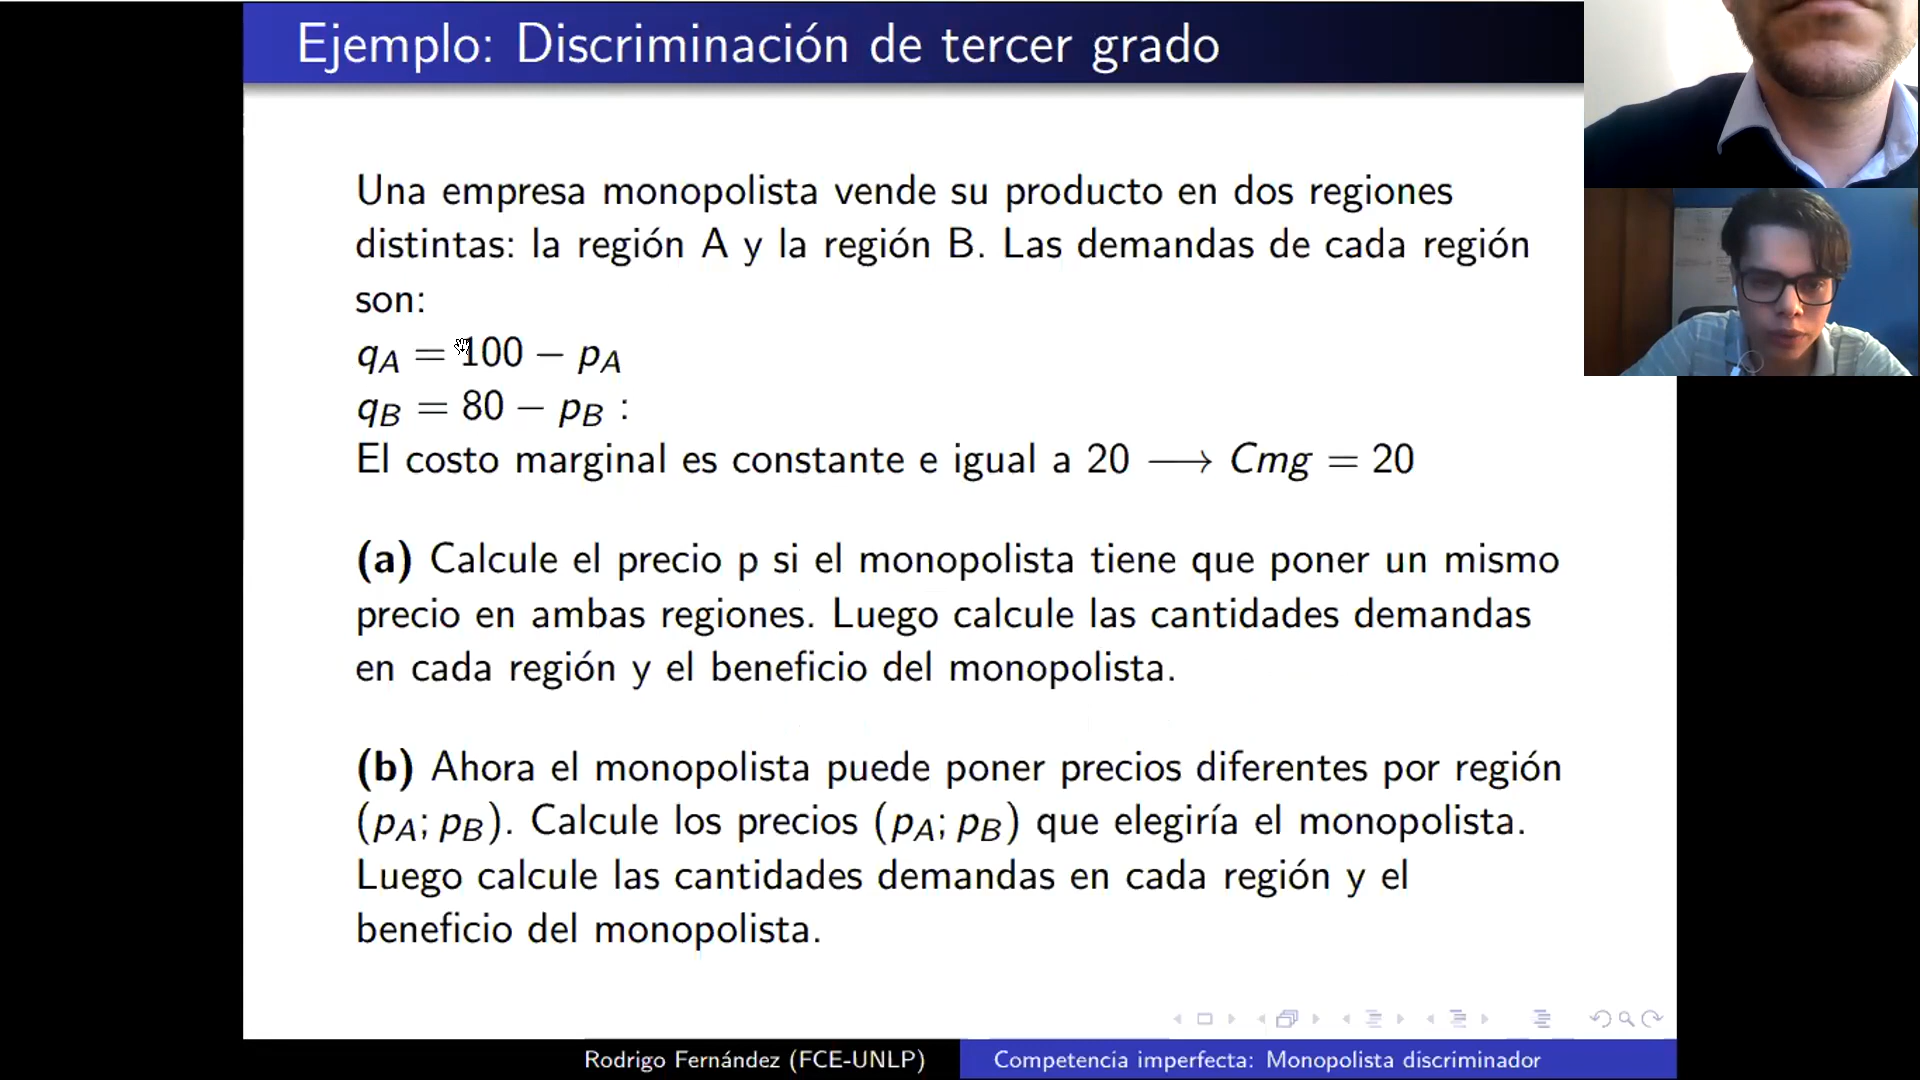 Ejemplo: Discriminación de tercer grado
Una empresa monopolista vende su producto en dos regiones
distintas: la región A y la región B. Las demandas de cada región
son:
q_A = 100 − p_A
q_B = 80 − p_B :
El costo marginal es constante e igual a 20 ⟶ Cmg = 20
(a) Calcule el precio p si el monopolista tiene que poner un mismo
precio en ambas regiones. Luego calcule las cantidades demandas
en cada región y el beneficio del monopolista.
(b) Ahora el monopolista puede poner precios diferentes por región
(p_A; p_B). Calcule los precios (p_A; p_B) que elegiría el monopolista.
Luego calcule las cantidades demandas en cada región y el
beneficio del monopolista.
Rodrigo Fernández (FCE-UNLP)
Competencia imperfecta: Monopolista discriminador